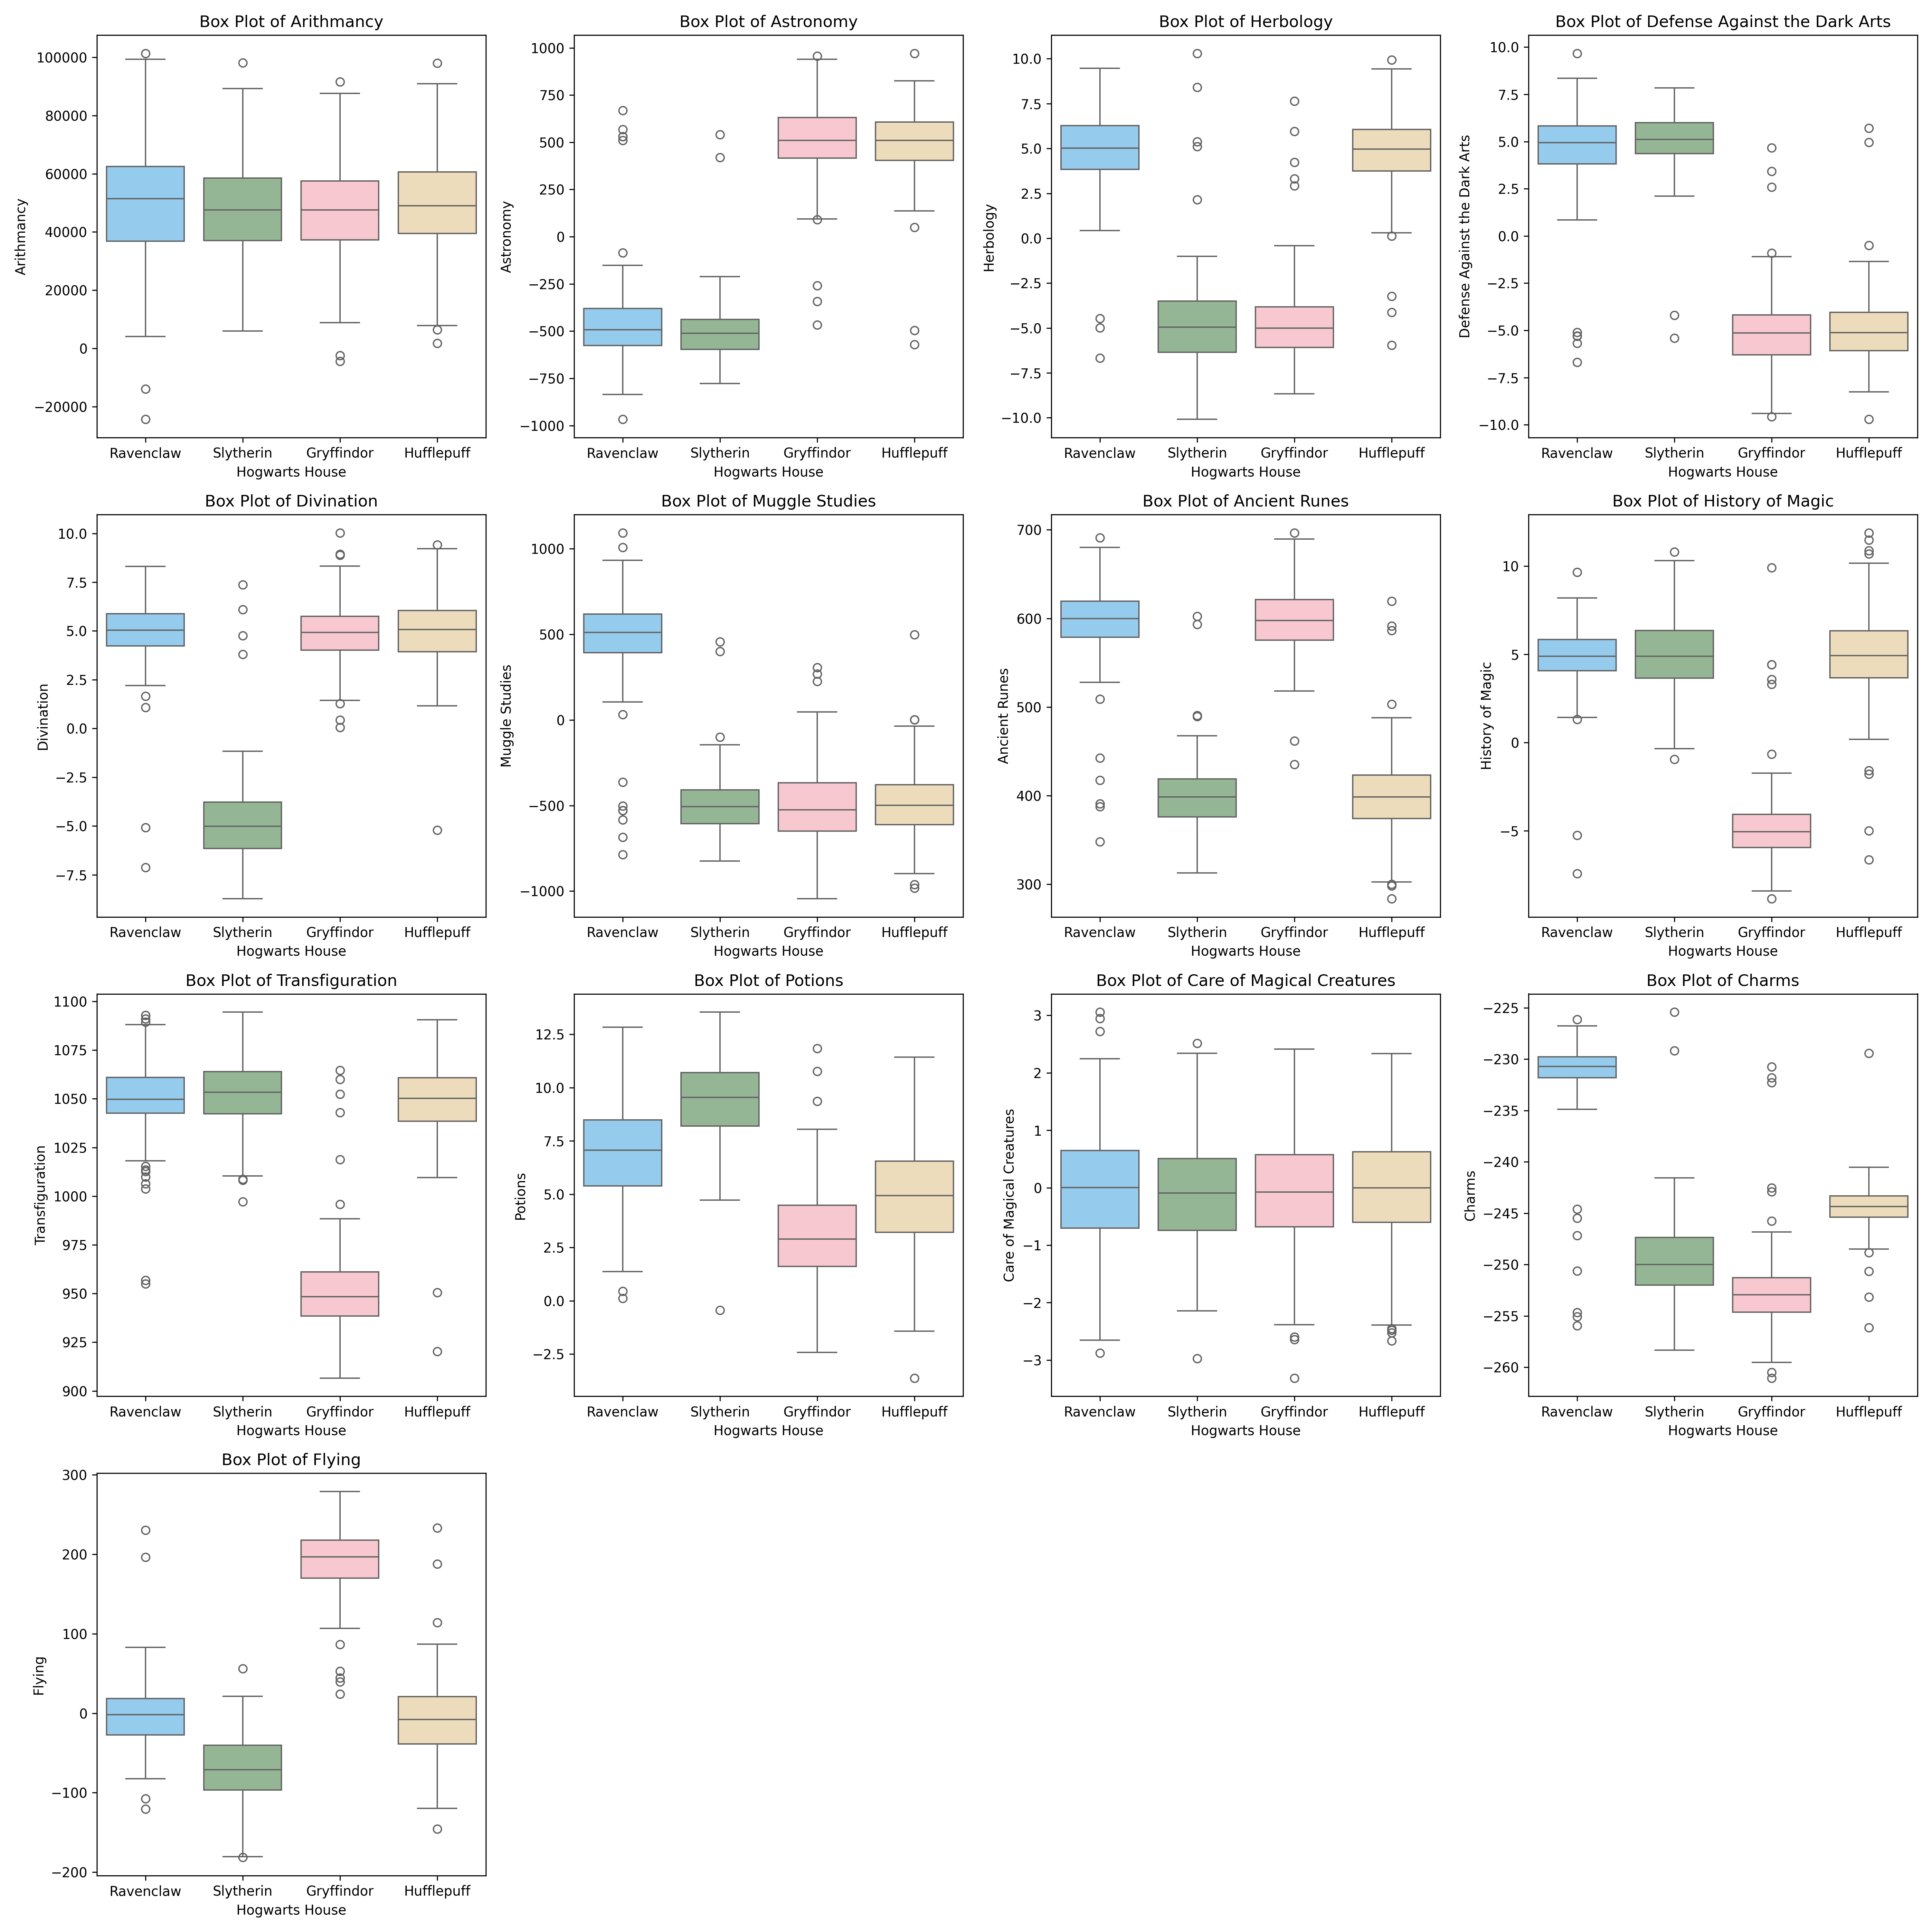 Box Plot of Arithmancy
Arithmancy
100000
80000
60000
40000
20000
0
−20000
Ravenclaw Slytherin Gryffindor Hufflepuff
Hogwarts House
Box Plot of Astronomy
Astronomy
1000
750
500
250
0
−250
−500
−750
−1000
Ravenclaw Slytherin Gryffindor Hufflepuff
Hogwarts House
Box Plot of Herbology
Herbology
10.0
7.5
5.0
2.5
0.0
−2.5
−5.0
−7.5
−10.0
Ravenclaw Slytherin Gryffindor Hufflepuff
Hogwarts House
Box Plot of Defense Against the Dark Arts
Defense Against the Dark Arts
10.0
7.5
5.0
2.5
0.0
−2.5
−5.0
−7.5
−10.0
Ravenclaw Slytherin Gryffindor Hufflepuff
Hogwarts House
Box Plot of Divination
Divination
10.0
7.5
5.0
2.5
0.0
−2.5
−5.0
−7.5
Ravenclaw Slytherin Gryffindor Hufflepuff
Hogwarts House
Box Plot of Muggle Studies
Muggle Studies
1000
500
0
−500
−1000
Ravenclaw Slytherin Gryffindor Hufflepuff
Hogwarts House
Box Plot of Ancient Runes
Ancient Runes
700
600
500
400
300
Ravenclaw Slytherin Gryffindor Hufflepuff
Hogwarts House
Box Plot of History of Magic
History of Magic
10
5
0
−5
Ravenclaw Slytherin Gryffindor Hufflepuff
Hogwarts House
Box Plot of Transfiguration
Transfiguration
1100
1075
1050
1025
1000
975
950
925
900
Ravenclaw Slytherin Gryffindor Hufflepuff
Hogwarts House
Box Plot of Potions
Potions
12.5
10.0
7.5
5.0
2.5
0.0
−2.5
Ravenclaw Slytherin Gryffindor Hufflepuff
Hogwarts House
Box Plot of Care of Magical Creatures
Care of Magical Creatures
3
2
1
0
−1
−2
−3
Ravenclaw Slytherin Gryffindor Hufflepuff
Hogwarts House
Box Plot of Charms
Charms
−225
−230
−235
−240
−245
−250
−255
−260
Ravenclaw Slytherin Gryffindor Hufflepuff
Hogwarts House
Box Plot of Flying
Flying
300
200
100
0
−100
−200
Ravenclaw Slytherin Gryffindor Hufflepuff
Hogwarts House